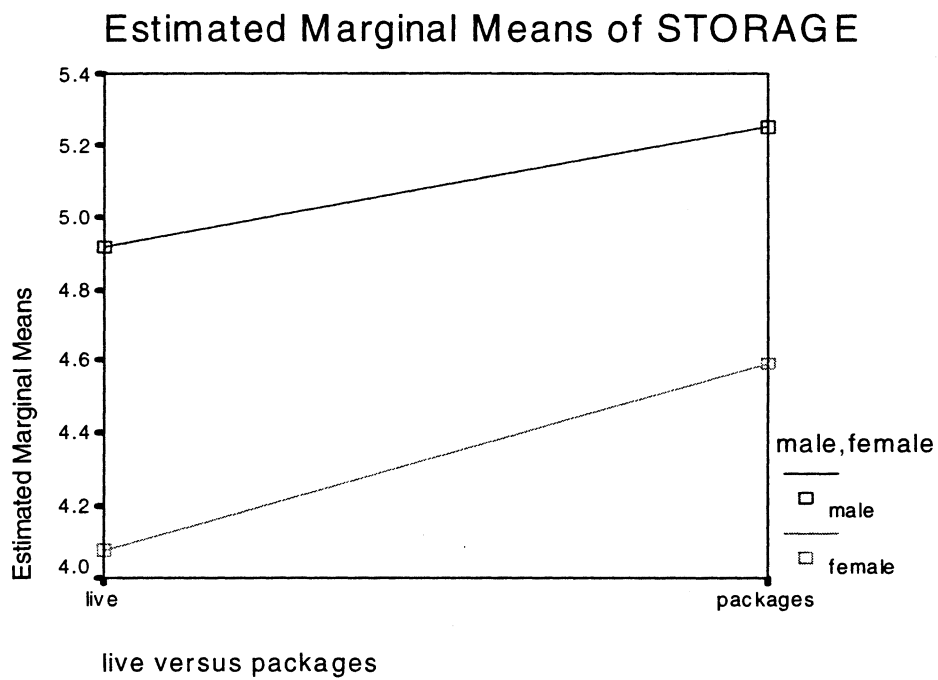 Estimated Marginal Means of STORAGE
5.4
5.2
5.0
4.8
4.6
4.4
4.2
4.0
Estimated Marginal Means
live
packages
live versus packages
male,female
male
female